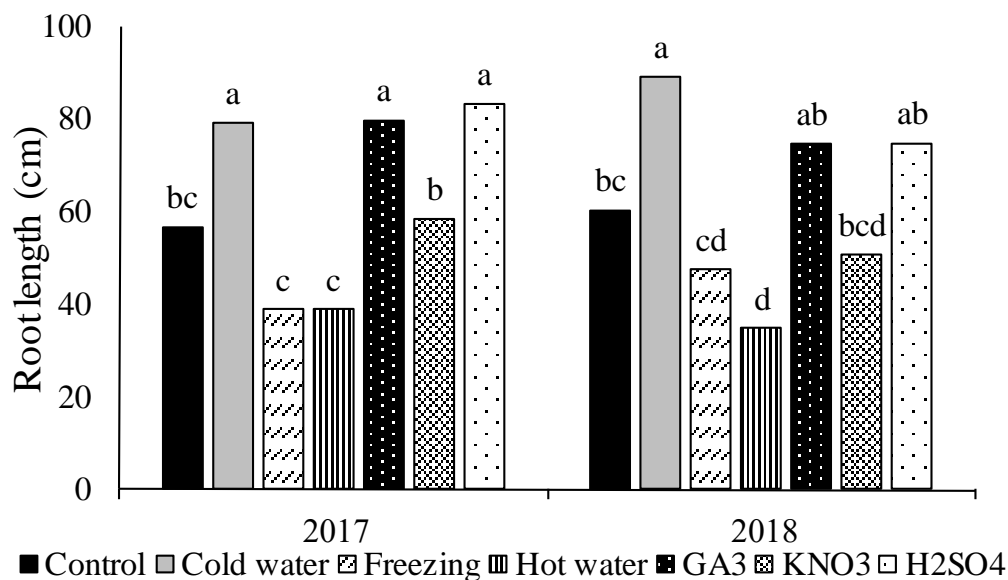 100
80
60
40
20
0
Root length (cm)
bc a c c a b a
bc a cd d ab bcd ab
2017 2018
Control Cold water Freezing Hot water GA3 KNO3 H2SO4